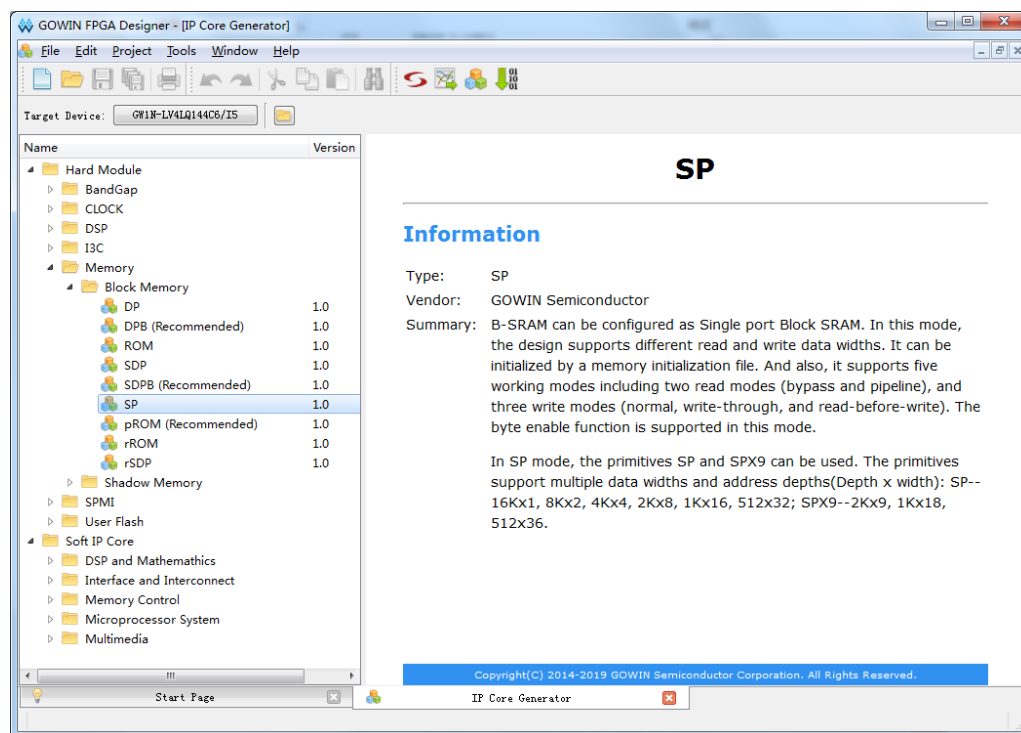 GOWIN FPGA Designer - [IP Core Generator]
File Edit Project Tools Window Help
01
10
01
Target Device: GW1N-LV4LQ144C6/I5
Name Version
Hard Module
BandGap
CLOCK
DSP
I3C
Memory
Block Memory
DP 1.0
DPB (Recommended) 1.0
ROM 1.0
SDP 1.0
SDPB (Recommended) 1.0
SP 1.0
pROM (Recommended) 1.0
rROM 1.0
rSDP 1.0
Shadow Memory
SPMI
User Flash
Soft IP Core
DSP and Mathemathics
Interface and Interconnect
Memory Control
Microprocessor System
Multimedia
SP
Information
Type: SP
Vendor: GOWIN Semiconductor
Summary: B-SRAM can be configured as Single port Block SRAM. In this mode,
the design supports different read and write data widths. It can be
initialized by a memory initialization file. And also, it supports five
working modes including two read modes (bypass and pipeline), and
three write modes (normal, write-through, and read-before-write). The
byte enable function is supported in this mode.
In SP mode, the primitives SP and SPX9 can be used. The primitives
support multiple data widths and address depths(Depth x width): SP--
16Kx1, 8Kx2, 4Kx4, 2Kx8, 1Kx16, 512x32; SPX9--2Kx9, 1Kx18,
512x36.
Copyright(C) 2014-2019 GOWIN Semiconductor Corporation. All Rights Reserved.
Start Page IP Core Generator